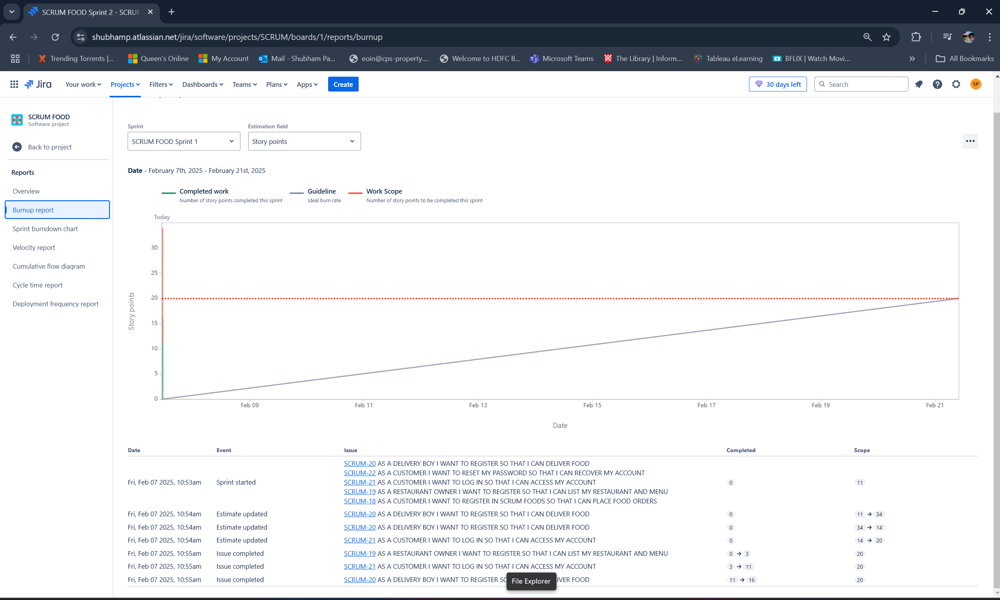 SCRUM FOOD Sprint 2 - SCRUM
shubhamp.atlassian.net/jira/software/projects/SCRUM/boards/1/reports/burnup
Trending Torrents |... Queen's Online My Account Mail - Shubham Pa... eoin@cps-property.... Welcome to HDFC B... Microsoft Teams The Library | Inform... Tableau eLearning BFLIX | Watch Movi... » All Bookmarks
Jira Your work Projects Filters Dashboards Teams Plans Apps Create 30 days left Search SP
SCRUM FOOD
Software project
Back to project
Reports
Overview
Burnup report
Sprint burndown chart
Velocity report
Cumulative flow diagram
Cycle time report
Deployment frequency report
Sprint Estimation field
SCRUM FOOD Sprint 1 Story points
Date - February 7th, 2025 - February 21st, 2025
Completed work Guideline Work Scope
Number of story points completed this sprint Ideal burn rate Number of story points to be completed this sprint
Today
30
25
20
15
10
5
0
Story points
Feb 09 Feb 11 Feb 13 Feb 15 Feb 17 Feb 19 Feb 21
Date
Date Event Issue Completed Scope
SCRUM-20 AS A DELIVERY BOY I WANT TO REGISTER SO THAT I CAN DELIVER FOOD
SCRUM-22 AS A CUSTOMER I WANT TO RESET MY PASSWORD SO THAT I CAN RECOVER MY ACCOUNT
Fri, Feb 07 2025, 10:53am Sprint started SCRUM-21 AS A CUSTOMER I WANT TO LOG IN SO THAT I CAN ACCESS MY ACCOUNT 0 11
SCRUM-19 AS A RESTAURANT OWNER I WANT TO REGISTER SO THAT I CAN LIST MY RESTAURANT AND MENU
SCRUM-18 AS A CUSTOMER I WANT TO REGISTER IN SCRUM FOODS SO THAT I CAN PLACE FOOD ORDERS
Fri, Feb 07 2025, 10:54am Estimate updated SCRUM-20 AS A DELIVERY BOY I WANT TO REGISTER SO THAT I CAN DELIVER FOOD 0 11 → 34
Fri, Feb 07 2025, 10:54am Estimate updated SCRUM-20 AS A DELIVERY BOY I WANT TO REGISTER SO THAT I CAN DELIVER FOOD 0 34 → 14
Fri, Feb 07 2025, 10:54am Estimate updated SCRUM-21 AS A CUSTOMER I WANT TO LOG IN SO THAT I CAN ACCESS MY ACCOUNT 0 14 → 20
Fri, Feb 07 2025, 10:55am Issue completed SCRUM-19 AS A RESTAURANT OWNER I WANT TO REGISTER SO THAT I CAN LIST MY RESTAURANT AND MENU 0 → 3 20
Fri, Feb 07 2025, 10:55am Issue completed SCRUM-21 AS A CUSTOMER I WANT TO LOG IN SO THAT I CAN ACCESS MY ACCOUNT 3 → 11 20
Fri, Feb 07 2025, 10:55am Issue completed SCRUM-20 AS A DELIVERY BOY I WANT TO REGISTER IVER FOOD 11 → 16 20
File Explorer